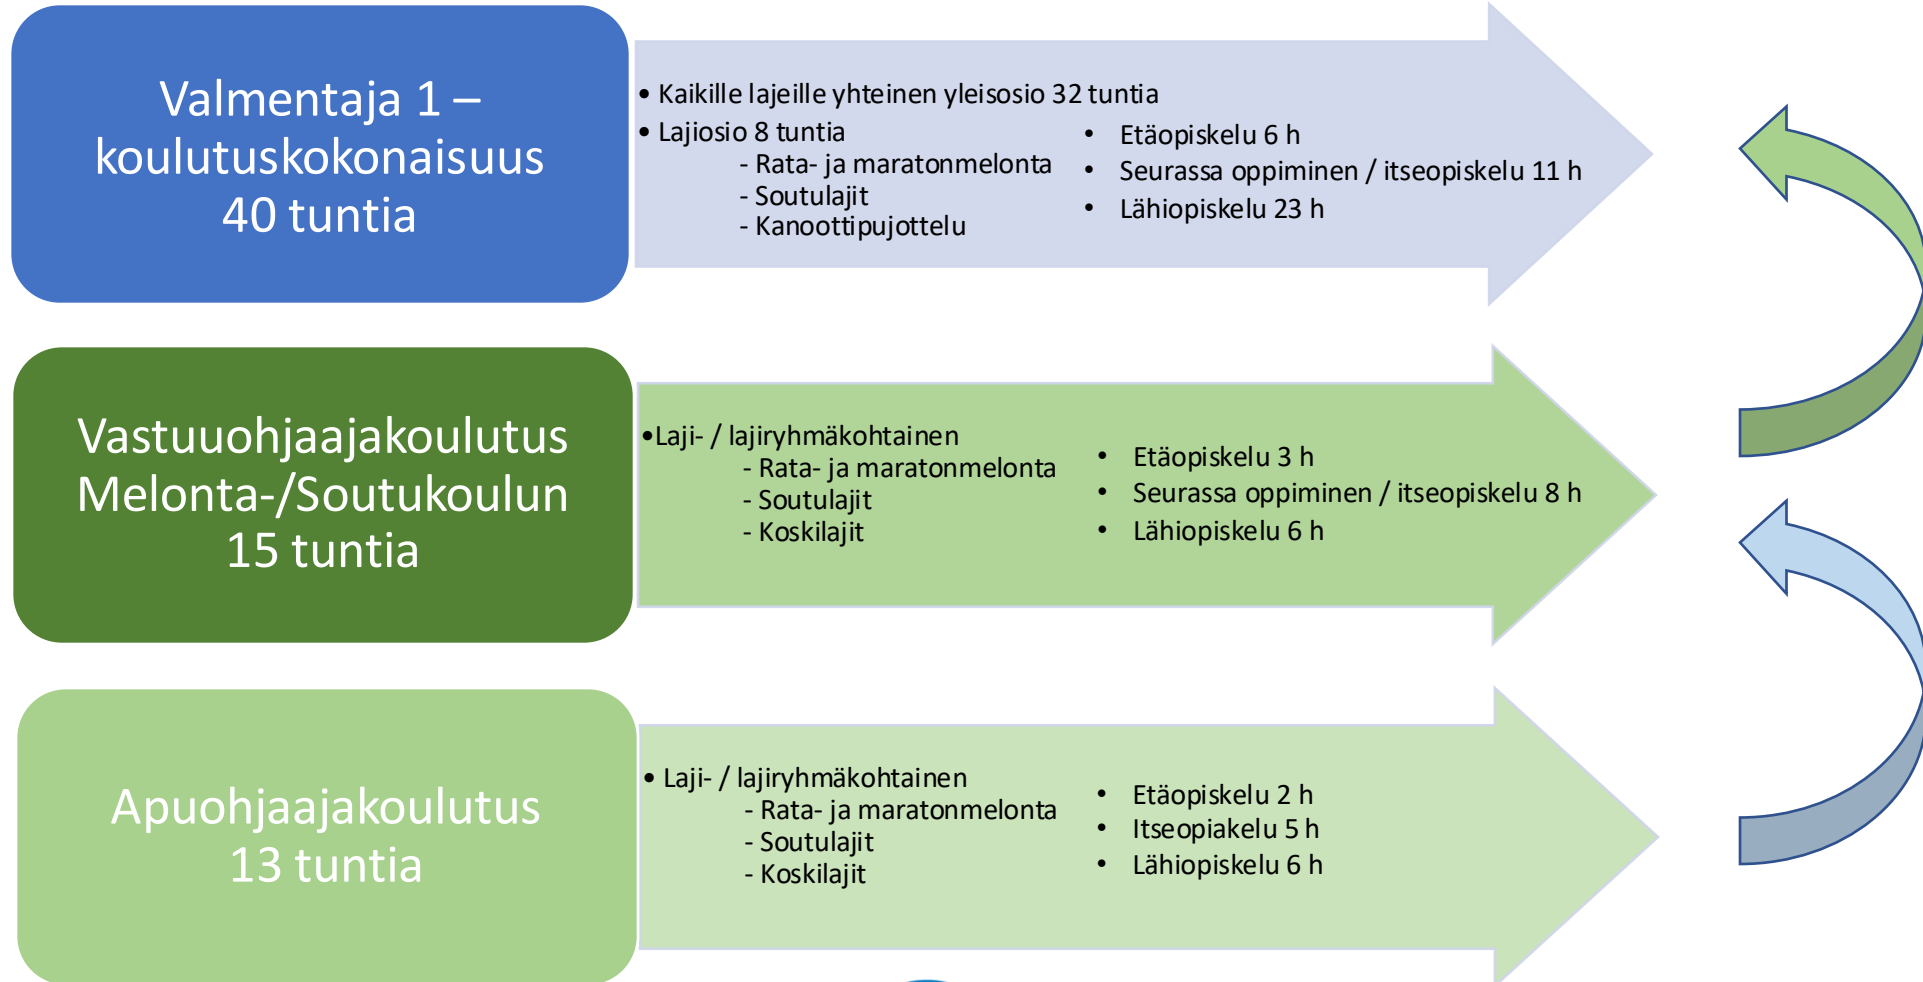 Valmentaja 1 –
koulutuskokonaisuus
40 tuntia
• Kaikille lajeille yhteinen yleisosio 32 tuntia
• Lajiosio 8 tuntia
- Rata- ja maratonmelonta
- Soutulajit
- Kanoottipujottelu
• Etäopiskelu 6 h
• Seurassa oppiminen / itseopiskelu 11 h
• Lähiopiskelu 23 h
Vastuuohjaajakoulutus
Melonta-/Soutukoulun
15 tuntia
•Laji- / lajiryhmäkohtainen
- Rata- ja maratonmelonta
- Soutulajit
- Koskilajit
• Etäopiskelu 3 h
• Seurassa oppiminen / itseopiskelu 8 h
• Lähiopiskelu 6 h
Apuohjaajakoulutus
13 tuntia
• Laji- / lajiryhmäkohtainen
- Rata- ja maratonmelonta
- Soutulajit
- Koskilajit
• Etäopiskelu 2 h
• Itseopiakelu 5 h
• Lähiopiskelu 6 h